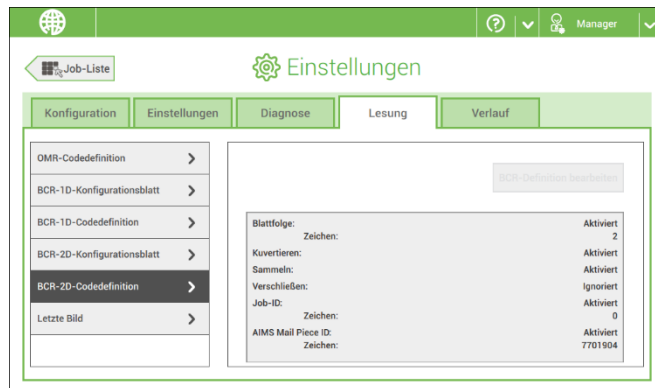 ? Manager
Job-Liste Einstellungen
Konfiguration Einstellungen Diagnose Lesung Verlauf
OMR-Codedefinition
BCR-1D-Konfigurationsblatt
BCR-1D-Codedefinition
BCR-2D-Konfigurationsblatt
BCR-2D-Codedefinition
Letzte Bild
BCR-Definition bearbeiten
Blattfolge: Aktiviert
Zeichen: 2
Kuvertieren: Aktiviert
Sammeln: Aktiviert
Verschließen: Ignoriert
Job-ID: Aktiviert
Zeichen: 0
AIMS Mail Piece ID: Aktiviert
Zeichen: 7701904